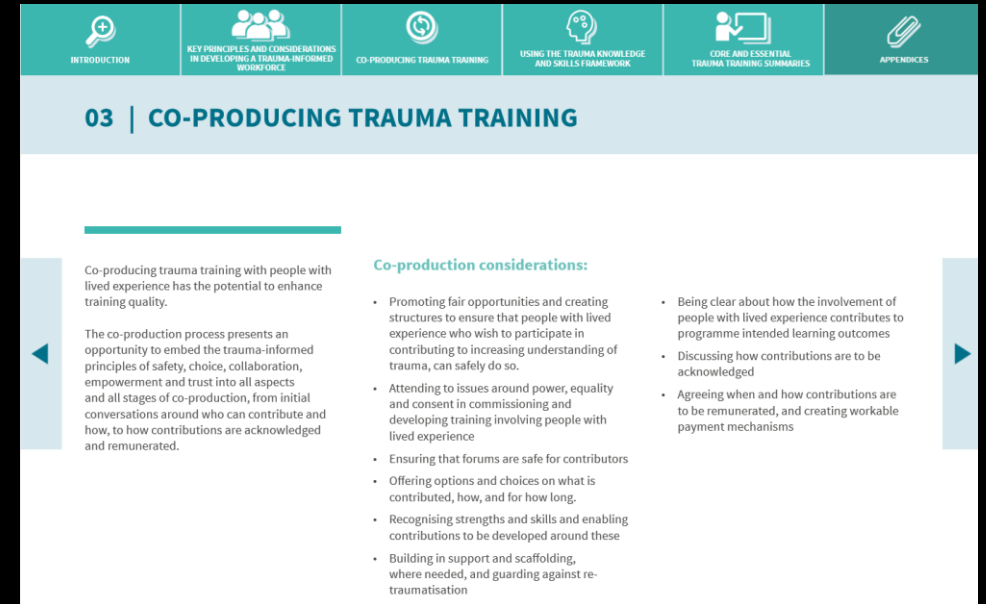 INTRODUCTION
KEY PRINCIPLES AND CONSIDERATIONS
IN DEVELOPING A TRAUMA-INFORMED
WORKFORCE
CO-PRODUCING TRAUMA TRAINING
USING THE TRAUMA KNOWLEDGE
AND SKILLS FRAMEWORK
CORE AND ESSENTIAL
TRAUMA TRAINING SUMMARIES
APPENDICES
03 | CO-PRODUCING TRAUMA TRAINING
Co-producing trauma training with people with
lived experience has the potential to enhance
training quality.
The co-production process presents an
opportunity to embed the trauma-informed
principles of safety, choice, collaboration,
empowerment and trust into all aspects
and all stages of co-production, from initial
conversations around who can contribute and
how, to how contributions are acknowledged
and remunerated.
Co-production considerations:
• Promoting fair opportunities and creating
structures to ensure that people with lived
experience who wish to participate in
contributing to increasing understanding of
trauma, can safely do so.
• Attending to issues around power, equality
and consent in commissioning and
developing training involving people with
lived experience
• Ensuring that forums are safe for contributors
• Offering options and choices on what is
contributed, how, and for how long.
• Recognising strengths and skills and enabling
contributions to be developed around these
• Building in support and scaffolding,
where needed, and guarding against re-
traumatisation
• Being clear about how the involvement of
people with lived experience contributes to
programme intended learning outcomes
• Discussing how contributions are to be
acknowledged
• Agreeing when and how contributions are
to be remunerated, and creating workable
payment mechanisms